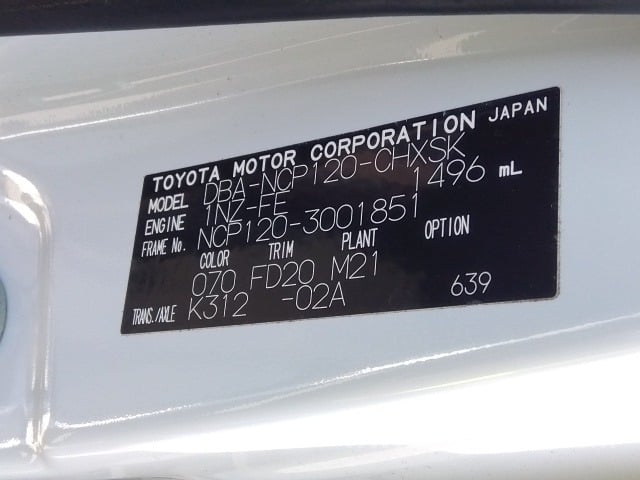 TOYOTA MOTOR CORPORATION JAPAN
MODEL DBA-NCP120-CHXSK
ENGINE 1NZ-FE 1496 mL
FRAME No. NCP120-3001851
COLOR TRIM PLANT OPTION
070 FD20 M21
TRANS./AXLE K312 -02A 639